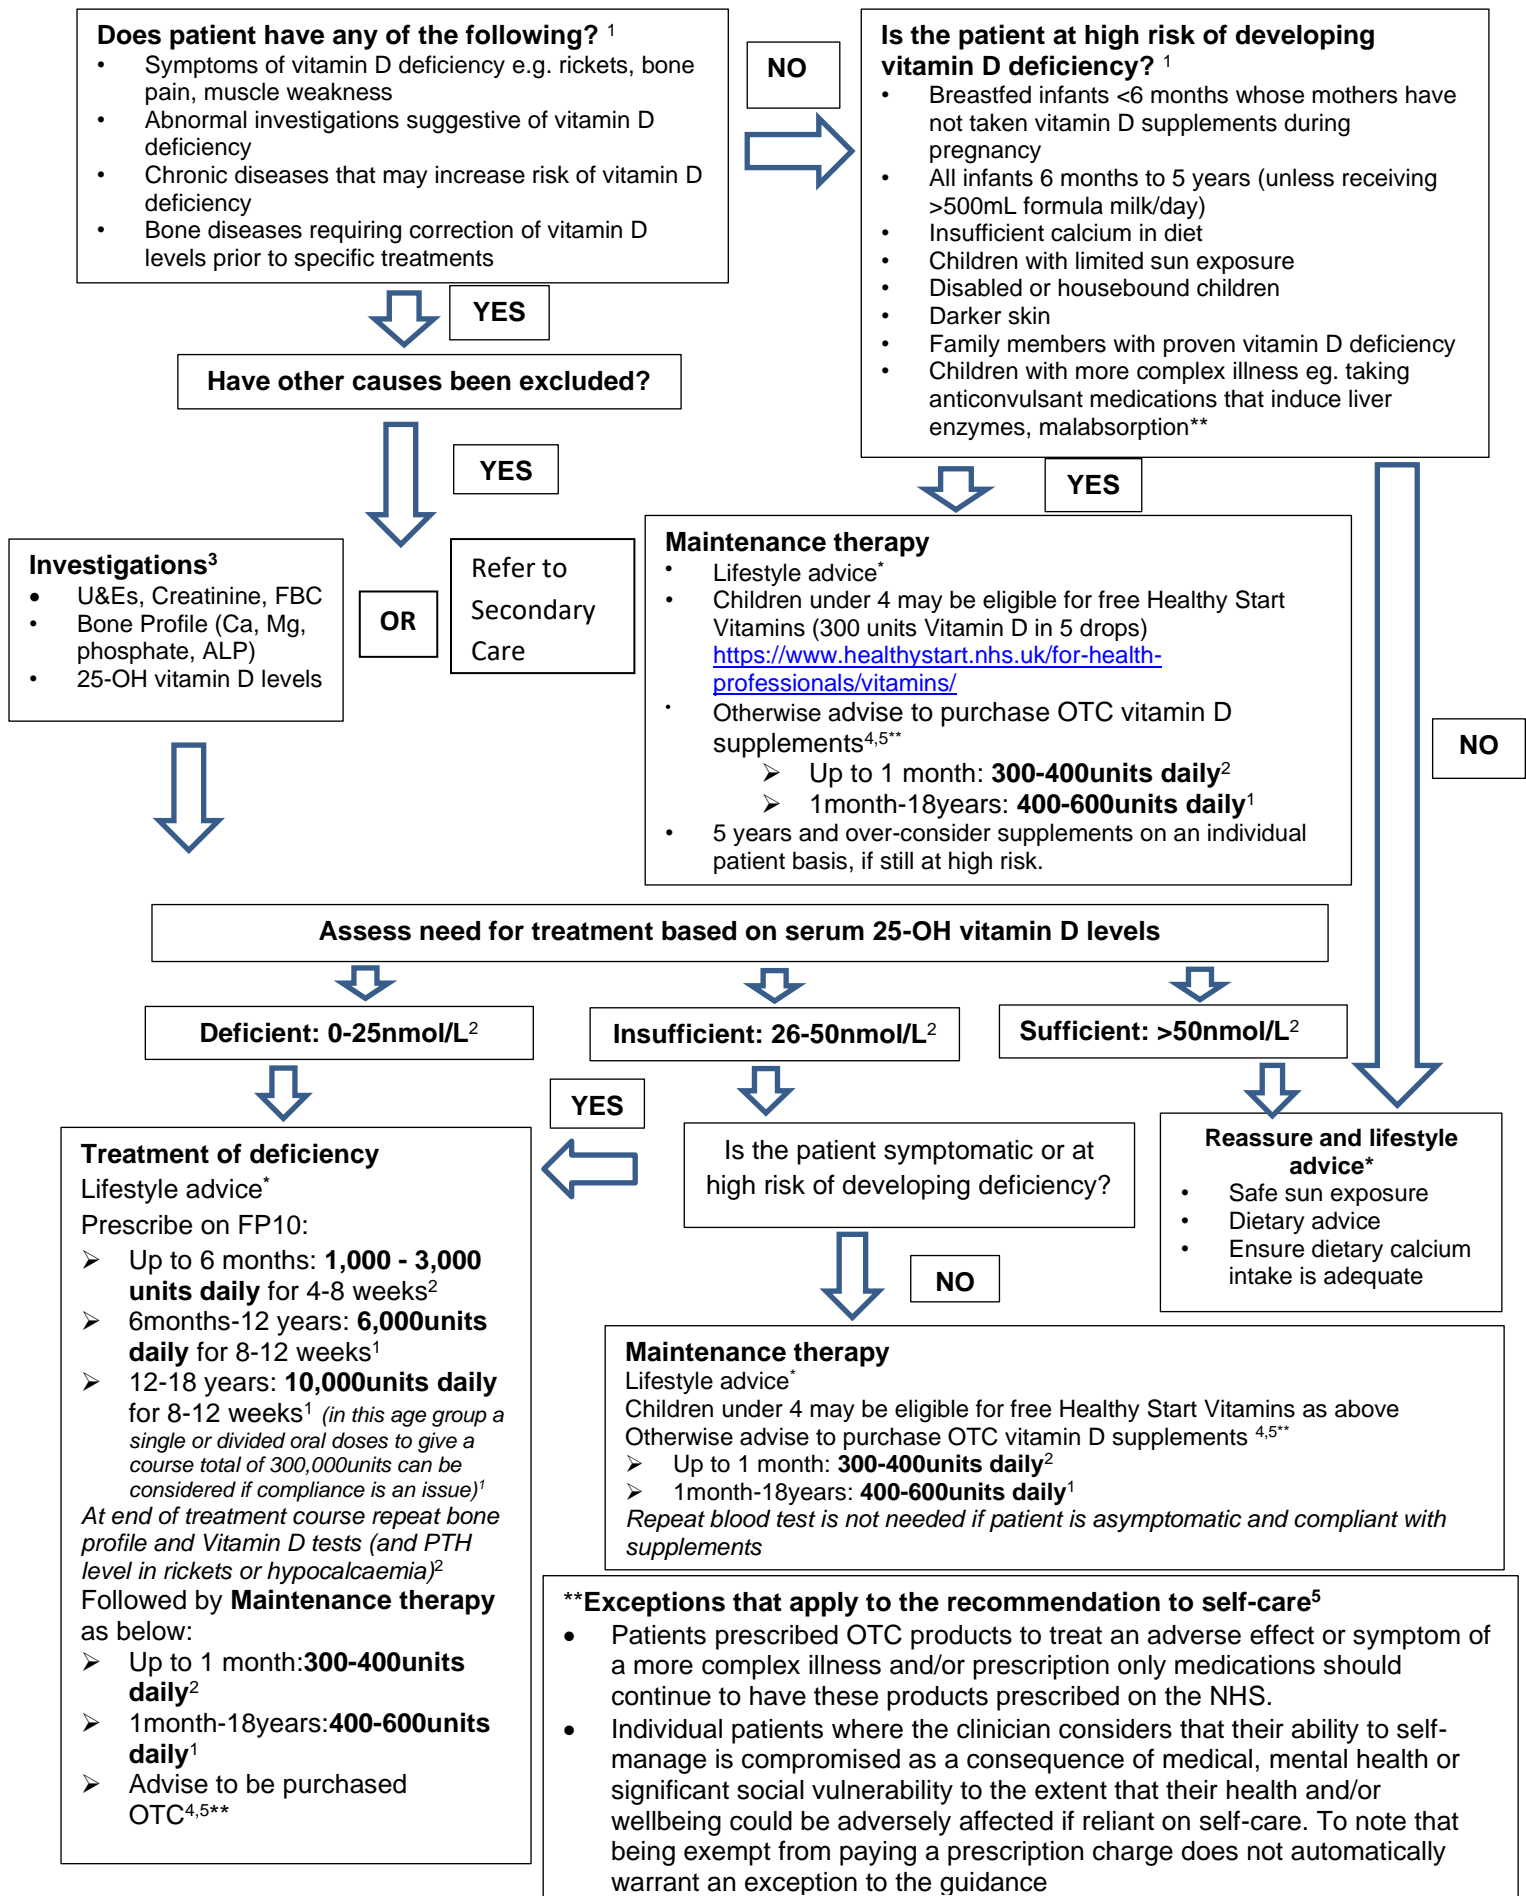 Does patient have any of the following? 1
• Symptoms of vitamin D deficiency e.g. rickets, bone
pain, muscle weakness
• Abnormal investigations suggestive of vitamin D
deficiency
• Chronic diseases that may increase risk of vitamin D
deficiency
• Bone diseases requiring correction of vitamin D
levels prior to specific treatments
NO
Is the patient at high risk of developing
vitamin D deficiency? 1
• Breastfed infants <6 months whose mothers have
not taken vitamin D supplements during
pregnancy
• All infants 6 months to 5 years (unless receiving
>500mL formula milk/day)
• Insufficient calcium in diet
• Children with limited sun exposure
• Disabled or housebound children
• Darker skin
• Family members with proven vitamin D deficiency
• Children with more complex illness eg. taking
anticonvulsant medications that induce liver
enzymes, malabsorption**
YES
Have other causes been excluded?
YES
Investigations3
• U&Es, Creatinine, FBC
• Bone Profile (Ca, Mg,
phosphate, ALP)
• 25-OH vitamin D levels
OR
Refer to
Secondary
Care
YES
Maintenance therapy
• Lifestyle advice*
• Children under 4 may be eligible for free Healthy Start
Vitamins (300 units Vitamin D in 5 drops)
https://www.healthystart.nhs.uk/for-health-
professionals/vitamins/
• Otherwise advise to purchase OTC vitamin D
supplements4,5**
➢ Up to 1 month: 300-400units daily2
➢ 1month-18years: 400-600units daily1
• 5 years and over-consider supplements on an individual
patient basis, if still at high risk.
NO
Assess need for treatment based on serum 25-OH vitamin D levels
Deficient: 0-25nmol/L2
Insufficient: 26-50nmol/L2
Sufficient: >50nmol/L2
Treatment of deficiency
Lifestyle advice*
Prescribe on FP10:
➢ Up to 6 months: 1,000 - 3,000
units daily for 4-8 weeks2
➢ 6months-12 years: 6,000units
daily for 8-12 weeks1
➢ 12-18 years: 10,000units daily
for 8-12 weeks1 (in this age group a
single or divided oral doses to give a
course total of 300,000units can be
considered if compliance is an issue)1
At end of treatment course repeat bone
profile and Vitamin D tests (and PTH
level in rickets or hypocalcaemia)2
Followed by Maintenance therapy
as below:
➢ Up to 1 month:300-400units
daily2
➢ 1month-18years:400-600units
daily1
➢ Advise to be purchased
OTC4,5**
YES
Is the patient symptomatic or at
high risk of developing deficiency?
NO
Reassure and lifestyle
advice*
• Safe sun exposure
• Dietary advice
• Ensure dietary calcium
intake is adequate
Maintenance therapy
Lifestyle advice*
Children under 4 may be eligible for free Healthy Start Vitamins as above
Otherwise advise to purchase OTC vitamin D supplements 4,5**
➢ Up to 1 month: 300-400units daily2
➢ 1month-18years: 400-600units daily1
Repeat blood test is not needed if patient is asymptomatic and compliant with
supplements
**Exceptions that apply to the recommendation to self-care5
• Patients prescribed OTC products to treat an adverse effect or symptom of
a more complex illness and/or prescription only medications should
continue to have these products prescribed on the NHS.
• Individual patients where the clinician considers that their ability to self-
manage is compromised as a consequence of medical, mental health or
significant social vulnerability to the extent that their health and/or
wellbeing could be adversely affected if reliant on self-care. To note that
being exempt from paying a prescription charge does not automatically
warrant an exception to the guidance